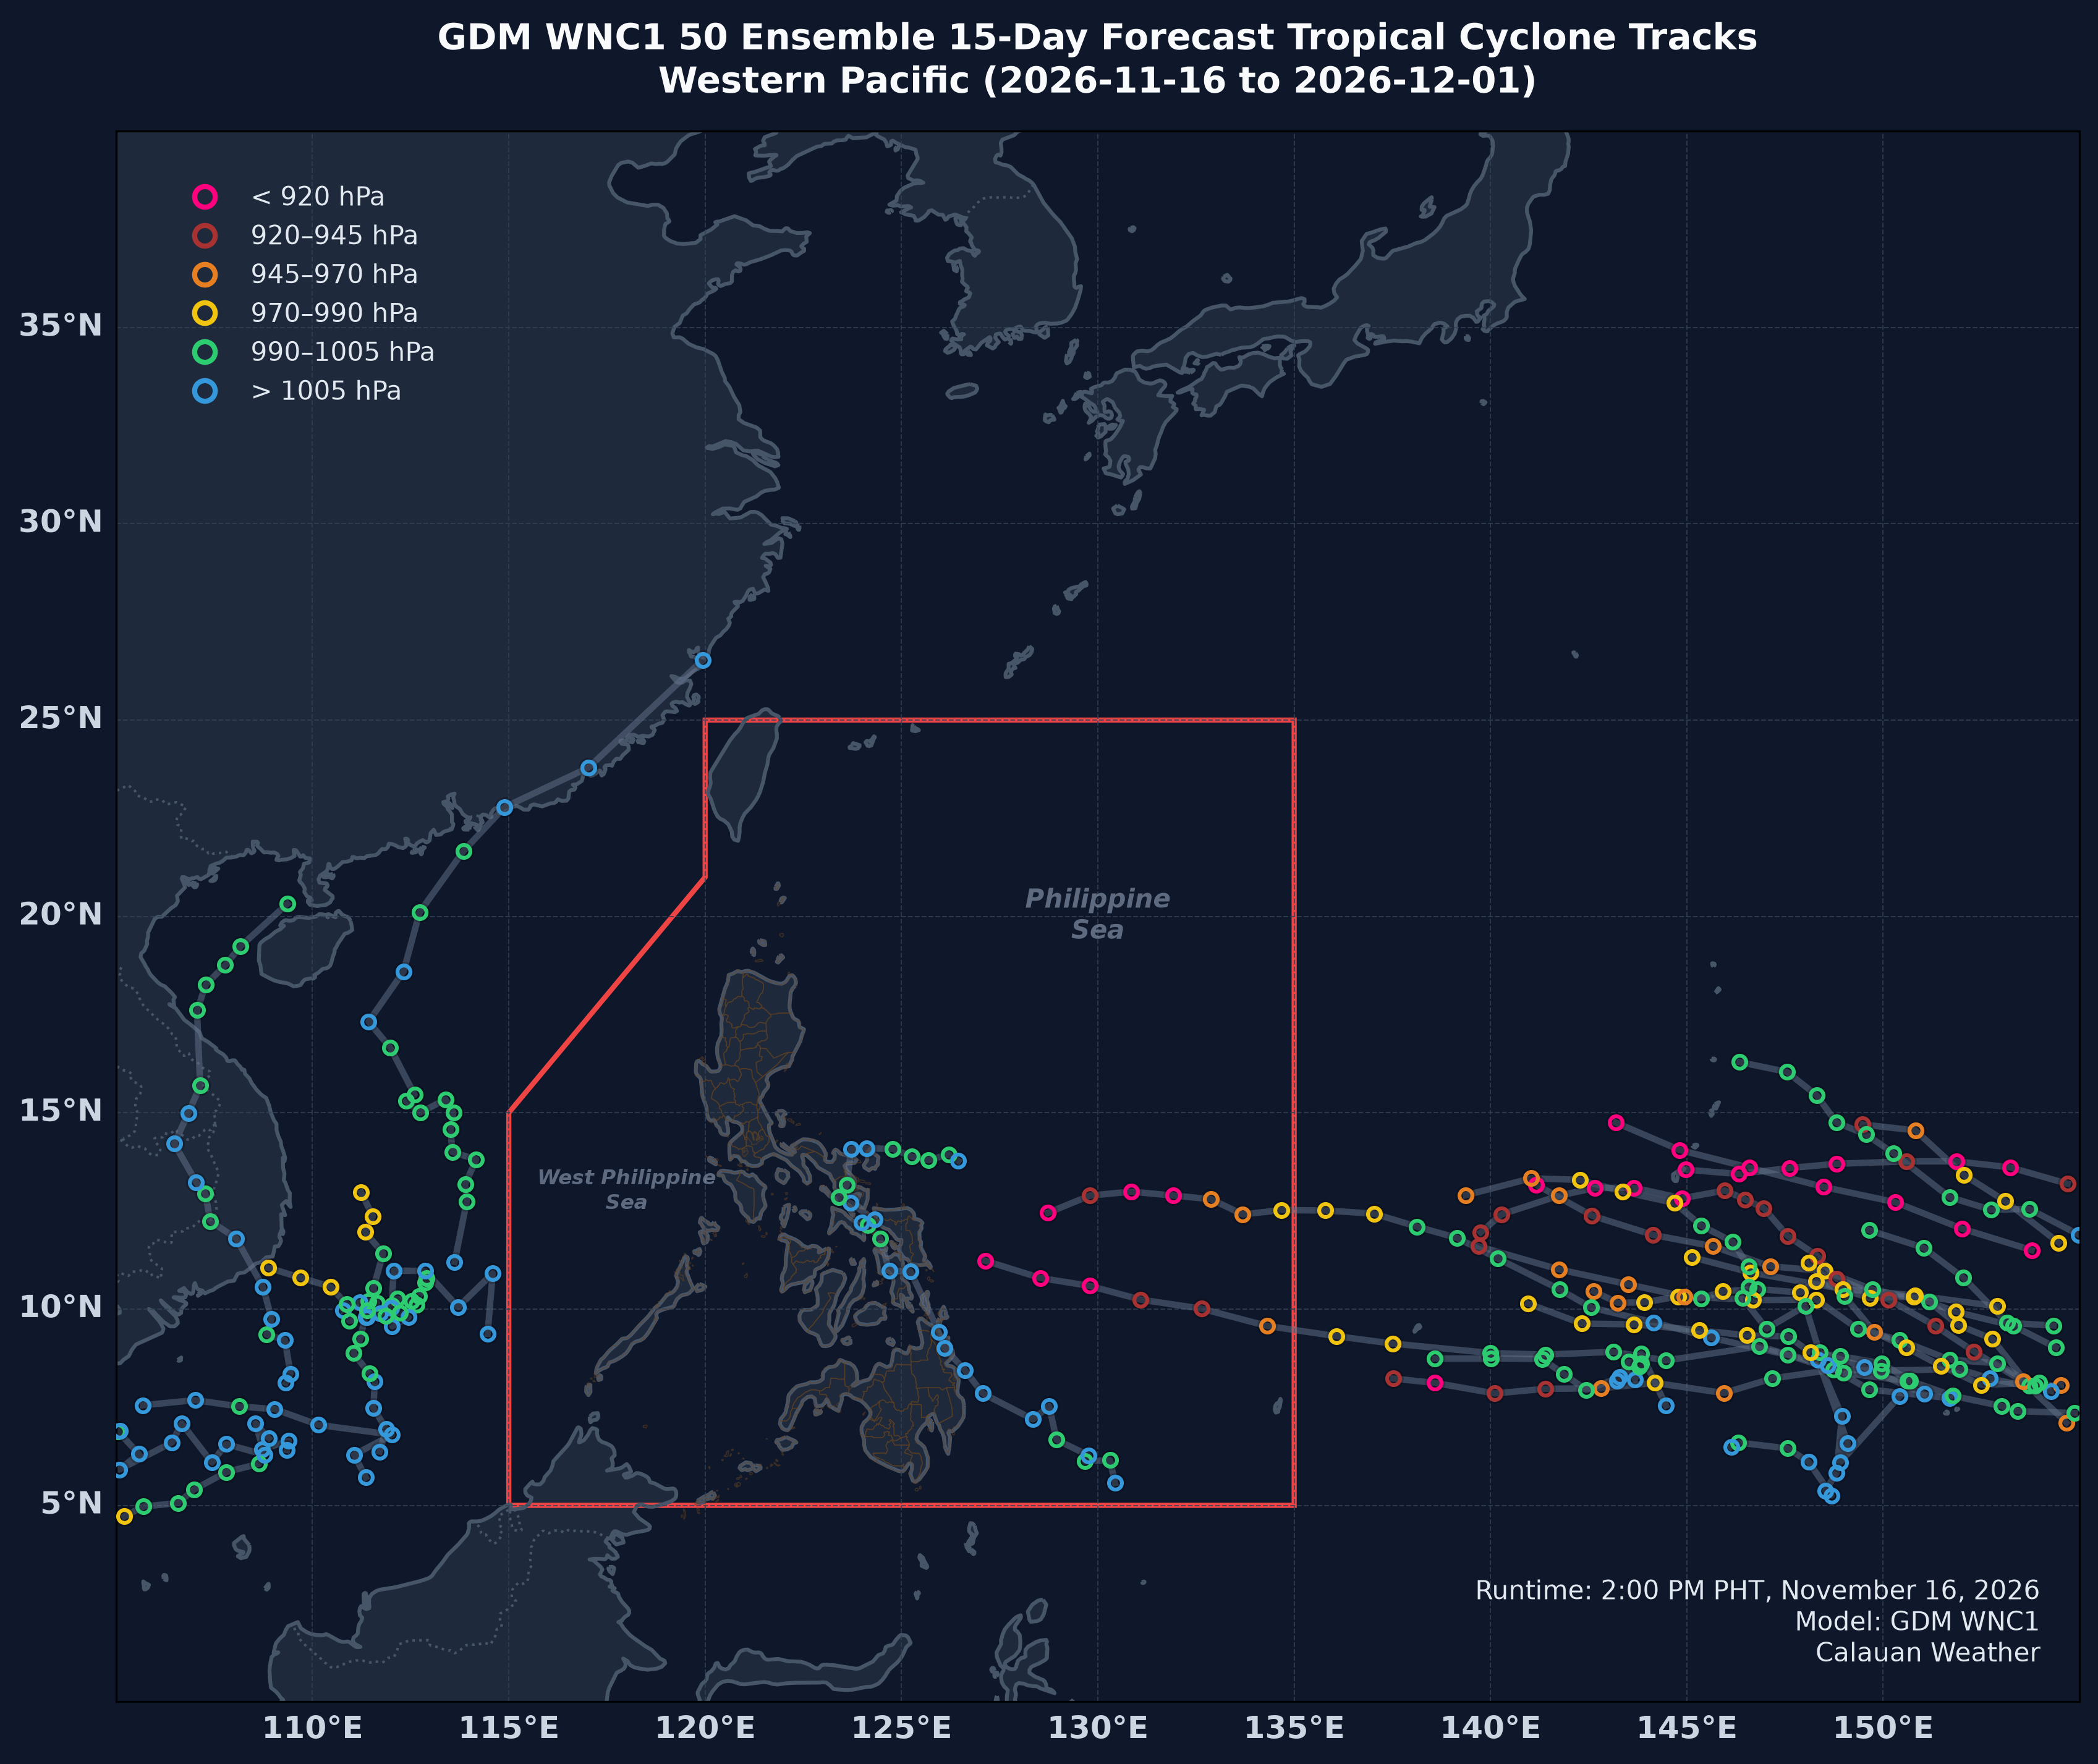 GDM WNC1 50 Ensemble 15-Day Forecast Tropical Cyclone Tracks
Western Pacific (2026-11-16 to 2026-12-01)
< 920 hPa
920–945 hPa
945–970 hPa
970–990 hPa
990–1005 hPa
> 1005 hPa
35°N
30°N
25°N
20°N
15°N
10°N
5°N
Philippine
Sea
West Philippine
Sea
Runtime: 2:00 PM PHT, November 16, 2026
Model: GDM WNC1
Calauan Weather
110°E
115°E
120°E
125°E
130°E
135°E
140°E
145°E
150°E